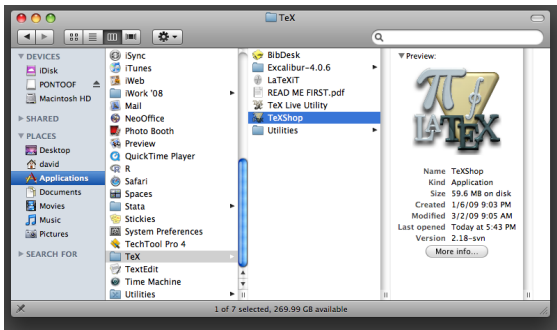 TeX
DEVICES
iDisk
PONTOOF
Macintosh HD
SHARED
PLACES
Desktop
david
Applications
Documents
Movies
Music
Pictures
SEARCH FOR
iSync
iTunes
iWeb
iWork '08
Mail
NeoOffice
Photo Booth
Preview
QuickTime Player
R
Safari
Spaces
Stata
Stickies
System Preferences
TechTool Pro 4
TeX
TextEdit
Time Machine
Utilities
BibDesk
Excalibur-4.0.6
LaTeXiT
READ ME FIRST.pdf
TeX Live Utility
TeXShop
Utilities
Preview:
LATEX
Name TeXShop
Kind Application
Size 59.6 MB on disk
Created 1/6/09 9:03 PM
Modified 3/2/09 9:05 AM
Last opened Today at 5:43 PM
Version 2.18-svn
More info...
1 of 7 selected, 269.99 GB available